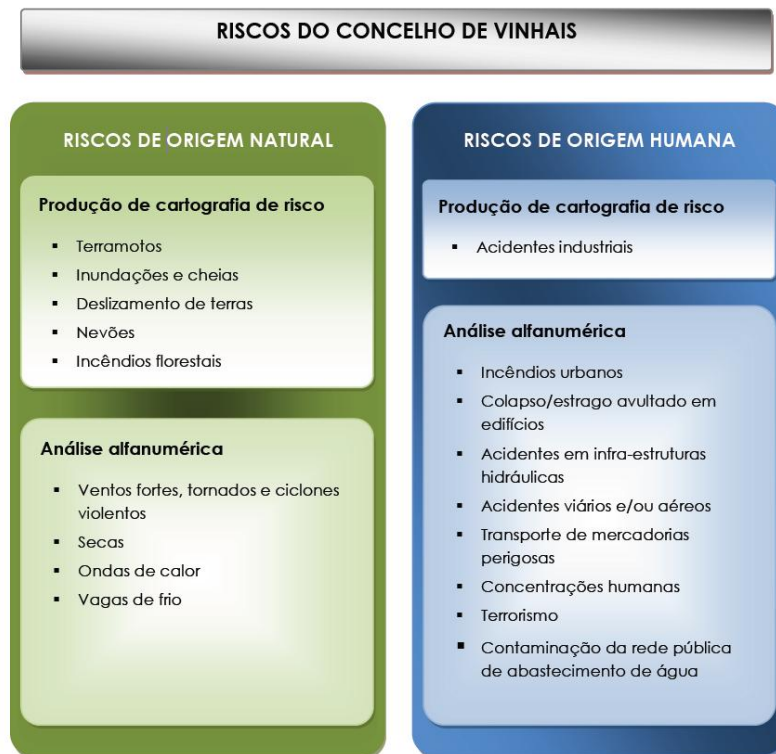 RISCOS DO CONCELHO DE VINHAIS
RISCOS DE ORIGEM NATURAL
Produção de cartografia de risco
▪ Terramotos
▪ Inundações e cheias
▪ Deslizamento de terras
▪ Nevões
▪ Incêndios florestais
Análise alfanumérica
▪ Ventos fortes, tornados e ciclones
violentos
▪ Secas
▪ Ondas de calor
▪ Vagas de frio
RISCOS DE ORIGEM HUMANA
Produção de cartografia de risco
▪ Acidentes industriais
Análise alfanumérica
▪ Incêndios urbanos
▪ Colapso/estrago avultado em
edifícios
▪ Acidentes em infra-estruturas
hidráulicas
▪ Acidentes viários e/ou aéreos
▪ Transporte de mercadorias
perigosas
▪ Concentrações humanas
▪ Terrorismo
▪ Contaminação da rede pública
de abastecimento de água